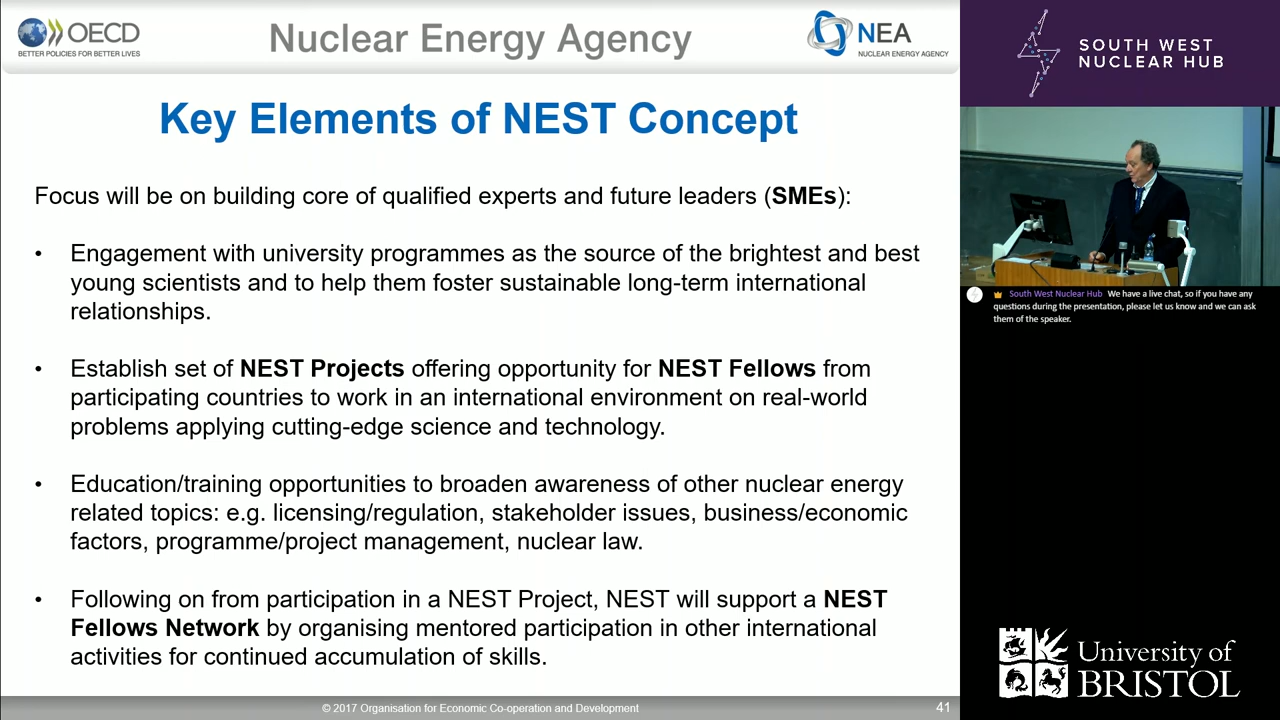 OECD
BETTER POLICIES FOR BETTER LIVES
Nuclear Energy Agency
NEA
NUCLEAR ENERGY AGENCY
Key Elements of NEST Concept
Focus will be on building core of qualified experts and future leaders (SMEs):
• Engagement with university programmes as the source of the brightest and best
young scientists and to help them foster sustainable long-term international
relationships.
• Establish set of NEST Projects offering opportunity for NEST Fellows from
participating countries to work in an international environment on real-world
problems applying cutting-edge science and technology.
• Education/training opportunities to broaden awareness of other nuclear energy
related topics: e.g. licensing/regulation, stakeholder issues, business/economic
factors, programme/project management, nuclear law.
• Following on from participation in a NEST Project, NEST will support a NEST
Fellows Network by organising mentored participation in other international
activities for continued accumulation of skills.
© 2017 Organisation for Economic Co-operation and Development
41
SOUTH WEST
NUCLEAR HUB
South West Nuclear Hub We have a live chat, so if you have any
questions during the presentation, please let us know and we can ask
them of the speaker.
University of
BRISTOL